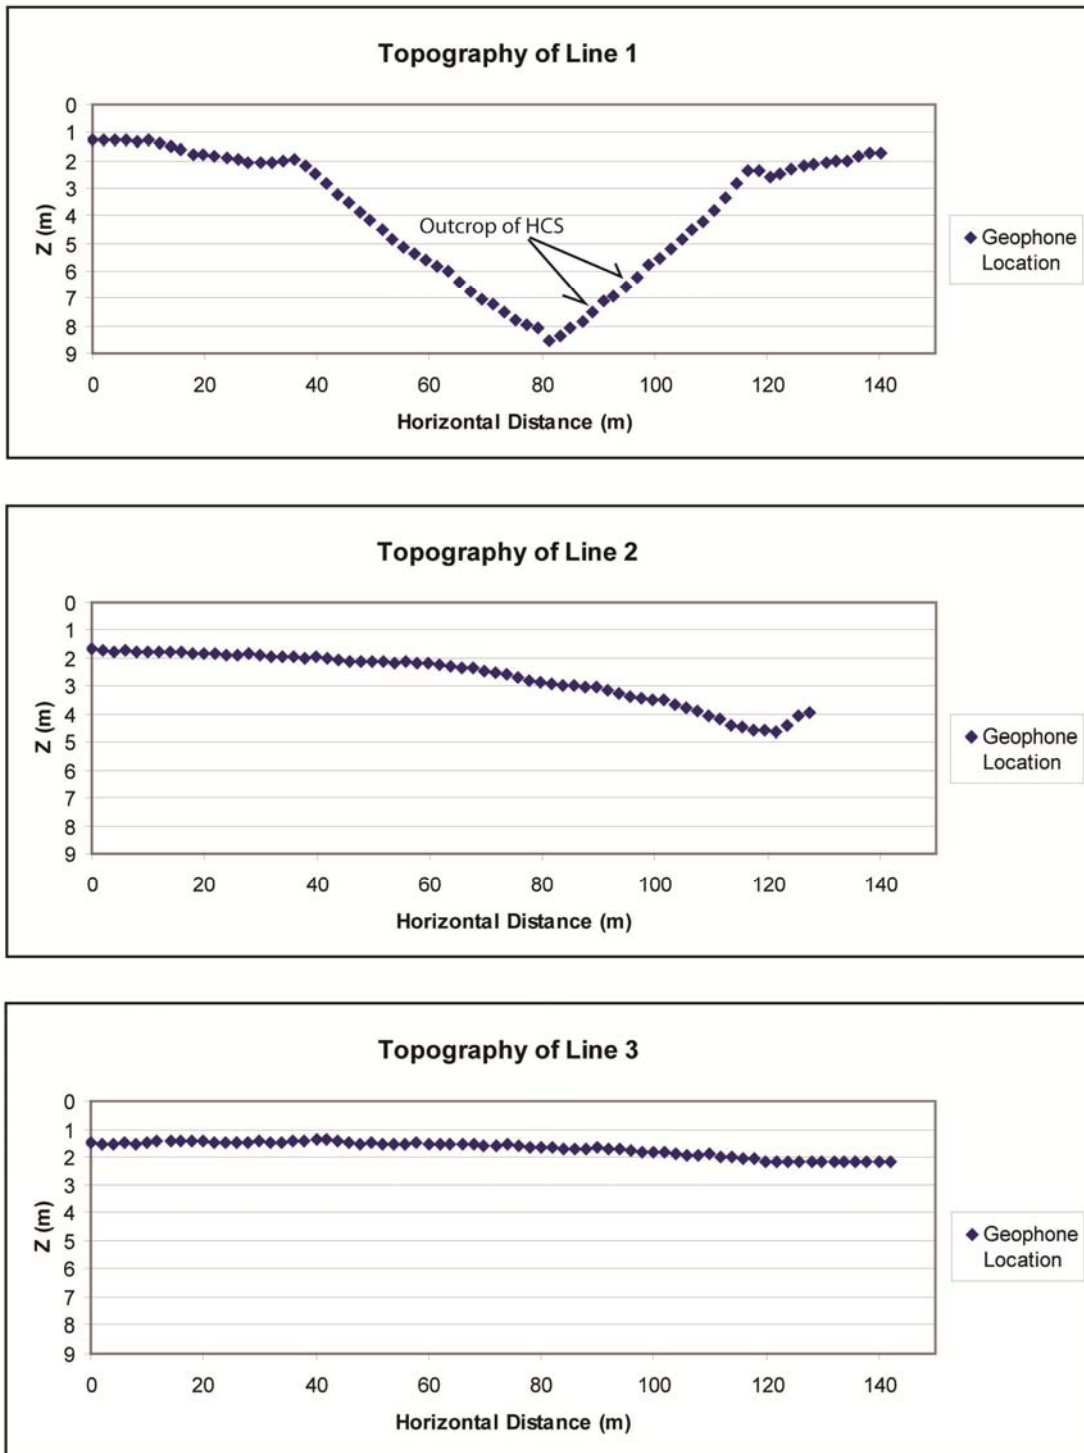 Topography of Line 1
0
1
2
3
4
5
6
7
8
9
Z (m)
Outcrop of HCS
Geophone
Location
0 20 40 60 80 100 120 140
Horizontal Distance (m)
Topography of Line 2
0
1
2
3
4
5
6
7
8
9
Z (m)
Geophone
Location
0 20 40 60 80 100 120 140
Horizontal Distance (m)
Topography of Line 3
0
1
2
3
4
5
6
7
8
9
Z (m)
Geophone
Location
0 20 40 60 80 100 120 140
Horizontal Distance (m)